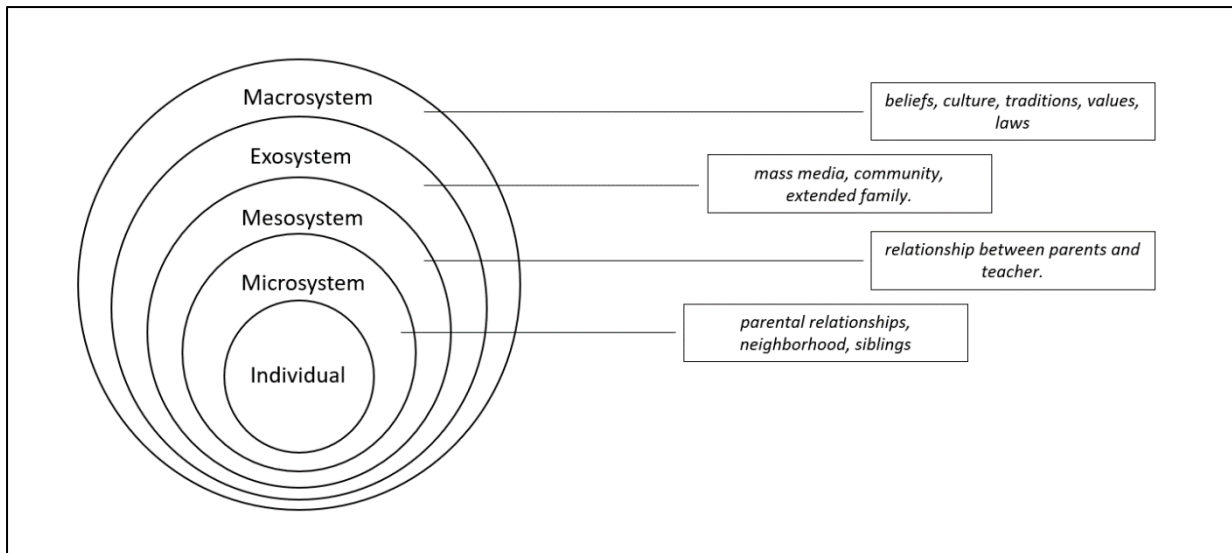 Macrosystem
beliefs, culture, traditions, values,
laws
Exosystem
mass media, community,
extended family.
Mesosystem
relationship between parents and
teacher.
Microsystem
parental relationships,
neighborhood, siblings
Individual